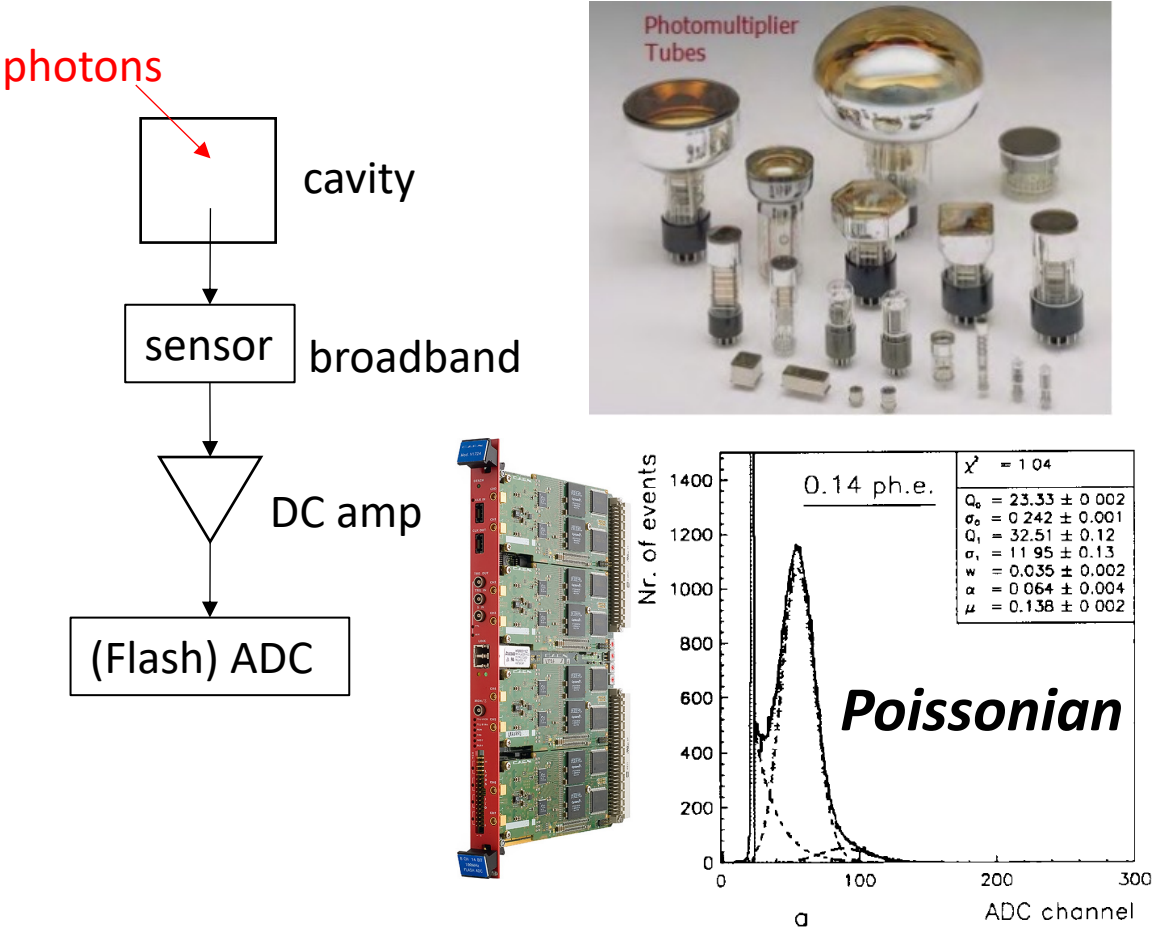 photons
cavity
sensor
broadband
DC amp
(Flash) ADC
Photomultiplier
Tubes
Nr. of events
1400
1200
1000
800
600
400
200
0
0.14 ph.e.
χ² = 1 04
Q₀ = 23.33 ± 0 002
σ₀ = 0 242 ± 0.001
Q₁ = 32.51 ± 0.12
σ₁ = 11 95 ± 0.13
w = 0.035 ± 0.002
α = 0 064 ± 0.004
μ = 0.138 ± 0 002
Poissonian
0 100 200 300
a
ADC channel